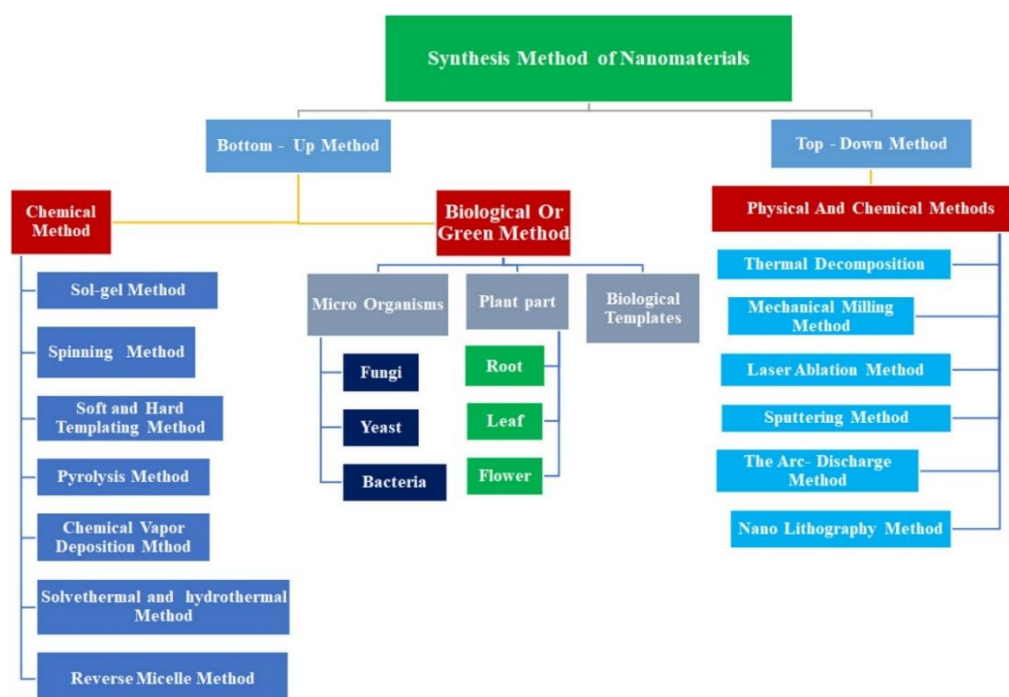 Synthesis Method of Nanomaterials
Bottom - Up Method
Top - Down Method
Chemical
Method
Biological Or
Green Method
Physical And Chemical Methods
Sol-gel Method
Spinning Method
Soft and Hard
Templating Method
Pyrolysis Method
Chemical Vapor
Deposition Mthod
Solvethermal and hydrothermal
Method
Reverse Micelle Method
Micro Organisms
Fungi
Yeast
Bacteria
Plant part
Root
Leaf
Flower
Biological
Templates
Thermal Decomposition
Mechanical Milling
Method
Laser Ablation Method
Sputtering Method
The Arc- Discharge
Method
Nano Lithography Method